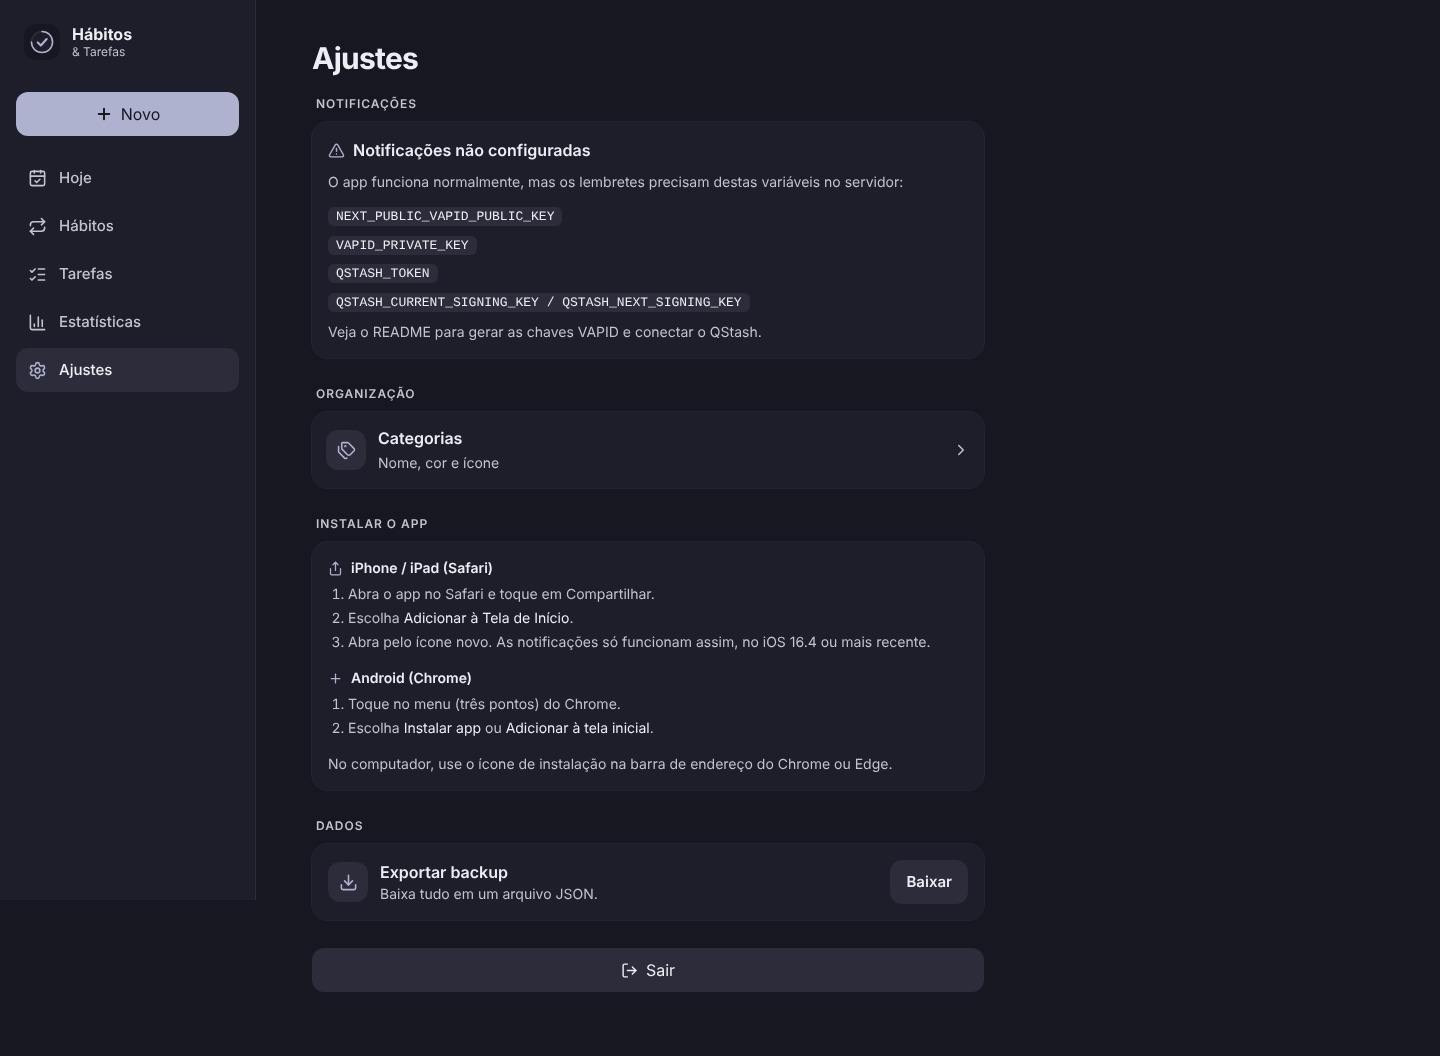 Hábitos
& Tarefas
Novo
Hoje
Hábitos
Tarefas
Estatísticas
Ajustes
Ajustes
NOTIFICAÇÕES
Notificações não configuradas
O app funciona normalmente, mas os lembretes precisam destas variáveis no servidor:
NEXT_PUBLIC_VAPID_PUBLIC_KEY
VAPID_PRIVATE_KEY
QSTASH_TOKEN
QSTASH_CURRENT_SIGNING_KEY / QSTASH_NEXT_SIGNING_KEY
Veja o README para gerar as chaves VAPID e conectar o QStash.
ORGANIZAÇÃO
Categorias
Nome, cor e ícone
INSTALAR O APP
iPhone / iPad (Safari)
1. Abra o app no Safari e toque em Compartilhar.
2. Escolha Adicionar à Tela de Início.
3. Abra pelo ícone novo. As notificações só funcionam assim, no iOS 16.4 ou mais recente.
Android (Chrome)
1. Toque no menu (três pontos) do Chrome.
2. Escolha Instalar app ou Adicionar à tela inicial.
No computador, use o ícone de instalação na barra de endereço do Chrome ou Edge.
DADOS
Exportar backup
Baixa tudo em um arquivo JSON.
Baixar
Sair